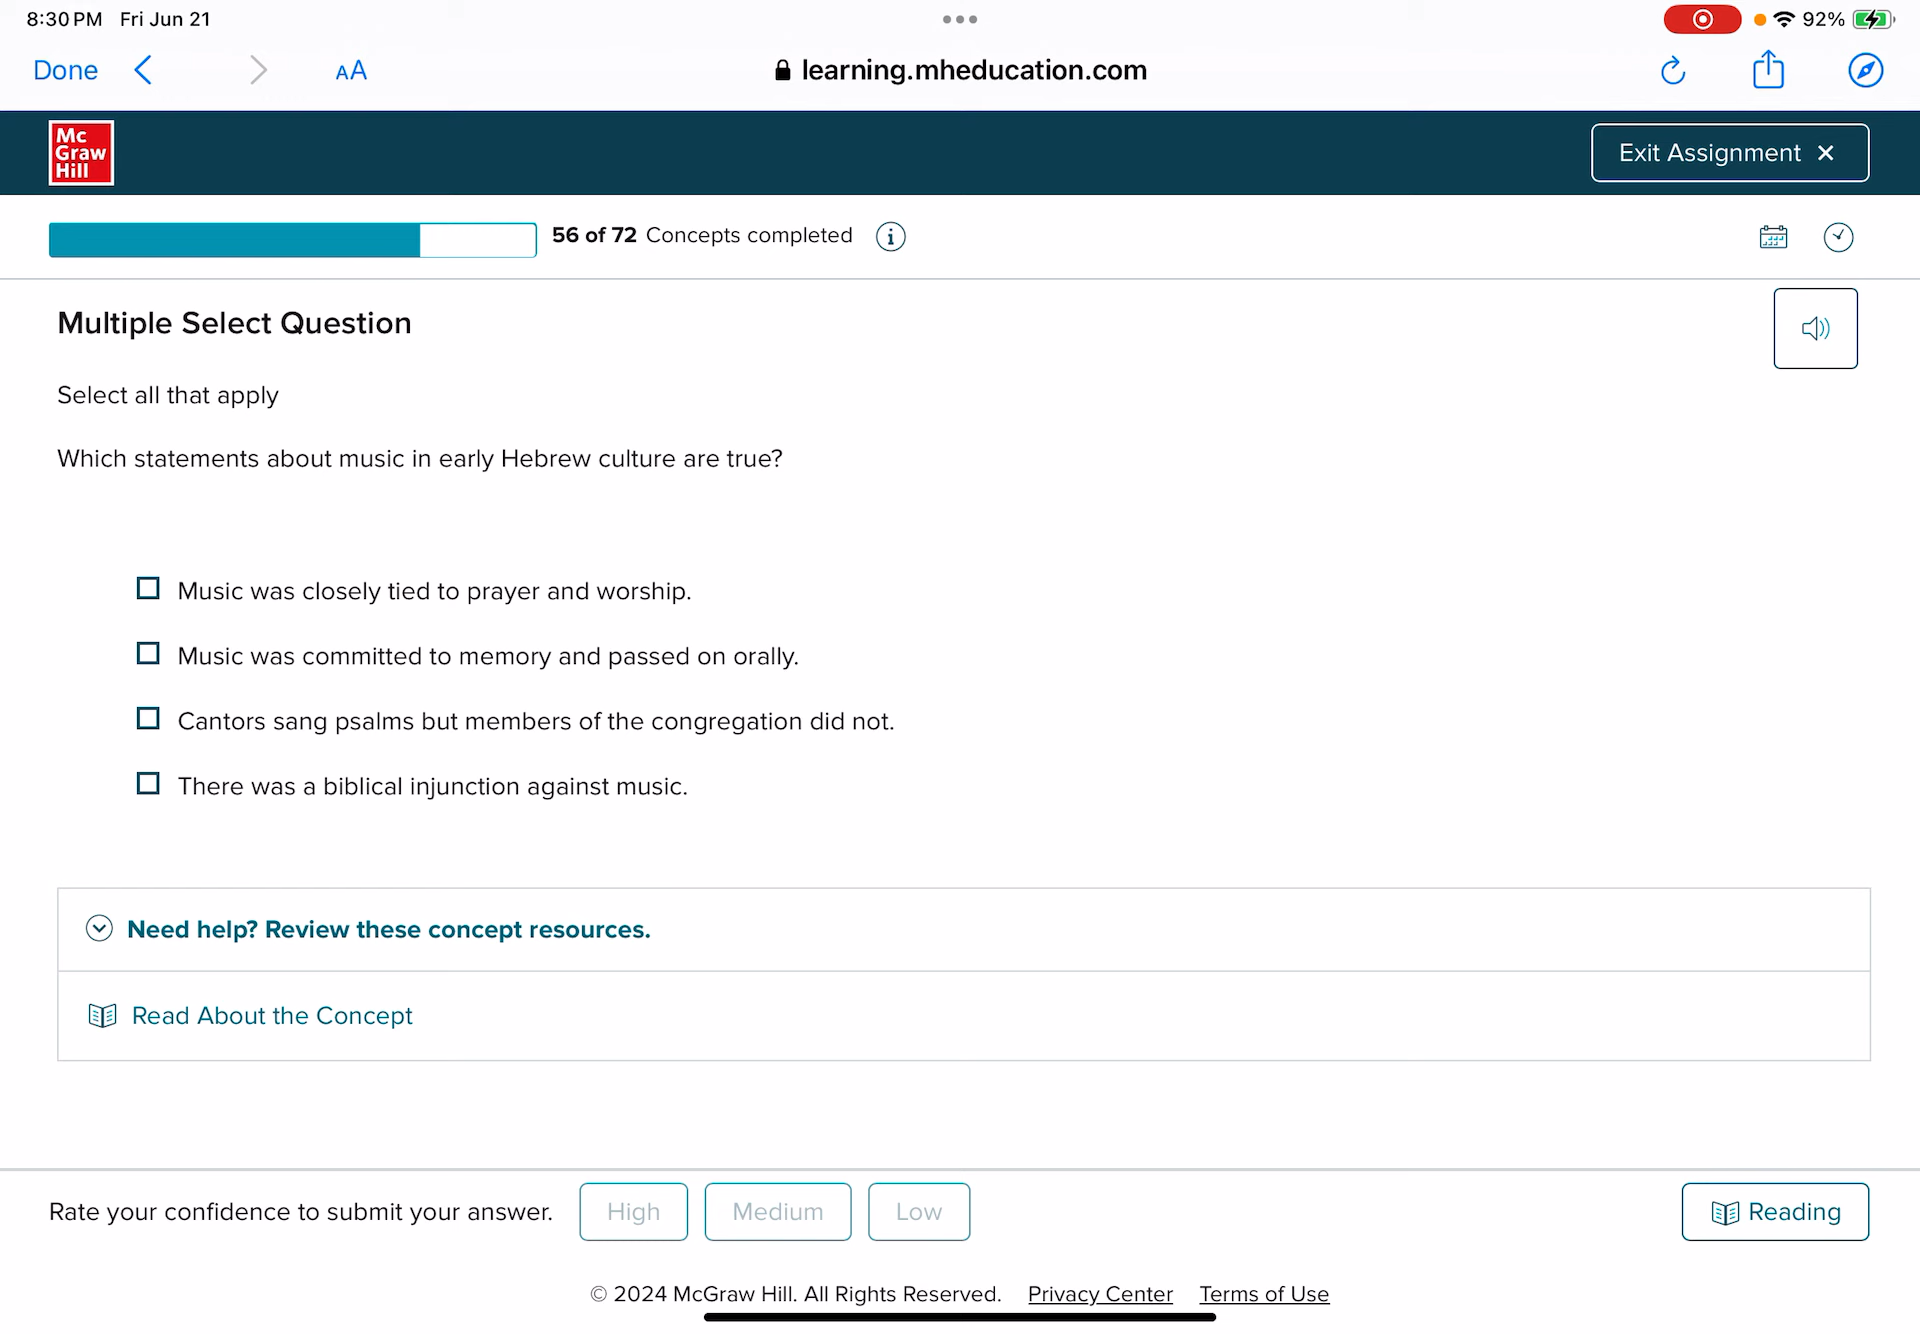 8:30 PM Fri Jun 21
92%
Done
AA
learning.mheducation.com
Mc
Graw
Hill
Exit Assignment
56 of 72 Concepts completed
Multiple Select Question
Select all that apply
Which statements about music in early Hebrew culture are true?
Music was closely tied to prayer and worship.
Music was committed to memory and passed on orally.
Cantors sang psalms but members of the congregation did not.
There was a biblical injunction against music.
Need help? Review these concept resources.
Read About the Concept
Rate your confidence to submit your answer.
High
Medium
Low
Reading
© 2024 McGraw Hill. All Rights Reserved. Privacy Center Terms of Use